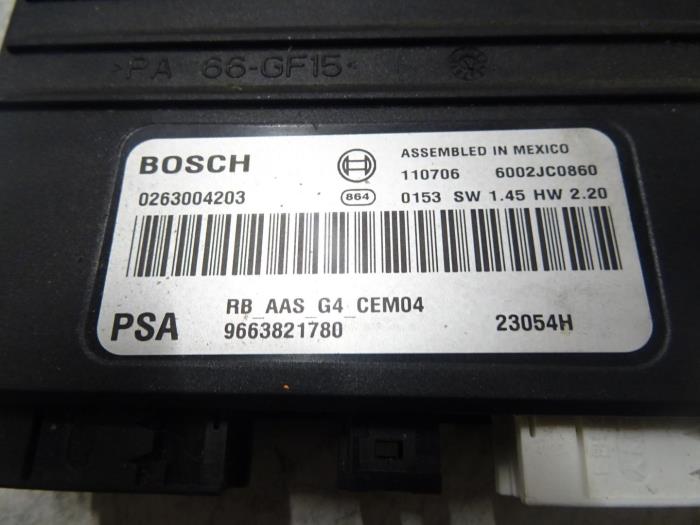 >PA 66-GF15<
BOSCH
ASSEMBLED IN MEXICO
110706 6002JC0860
0263004203
864
0153 SW 1.45 HW 2.20
RB_AAS_G4_CEM04
PSA
9663821780
23054H